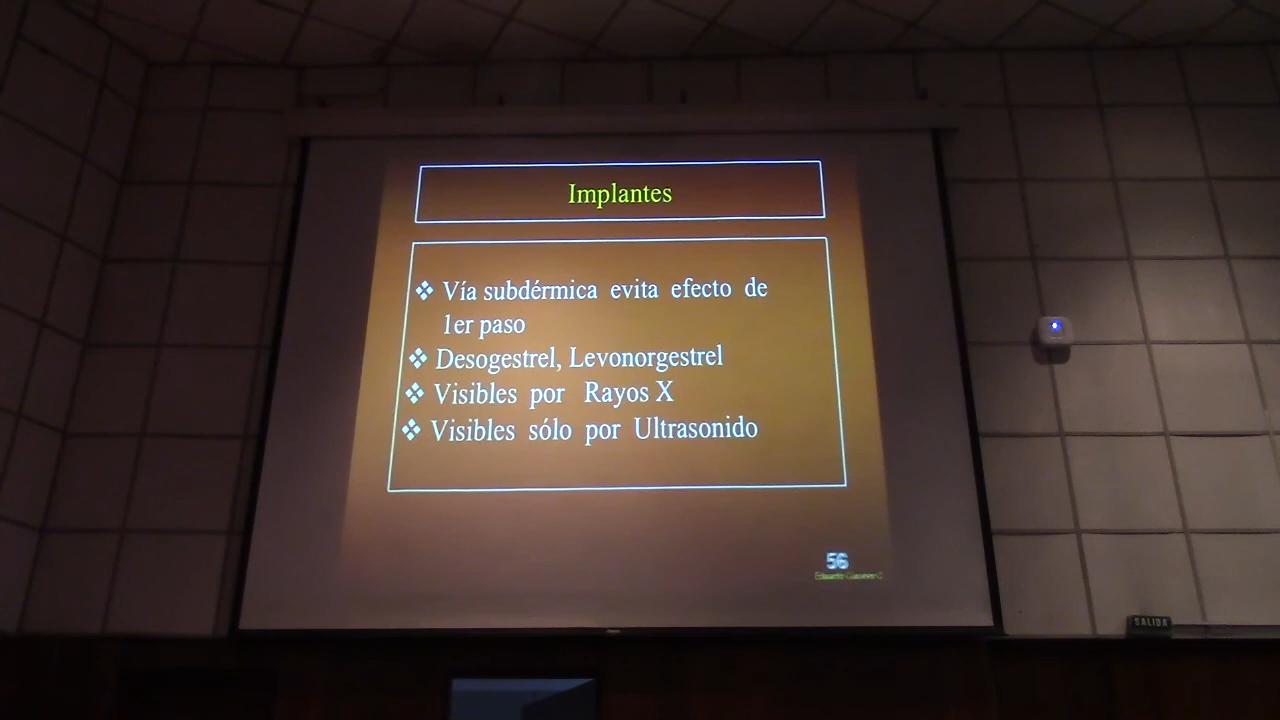 Implantes
❖ Vía subdérmica evita efecto de
1er paso
❖ Desogestrel, Levonorgestrel
❖ Visibles por Rayos X
❖ Visibles sólo por Ultrasonido
56
Eduardo
SALIDA